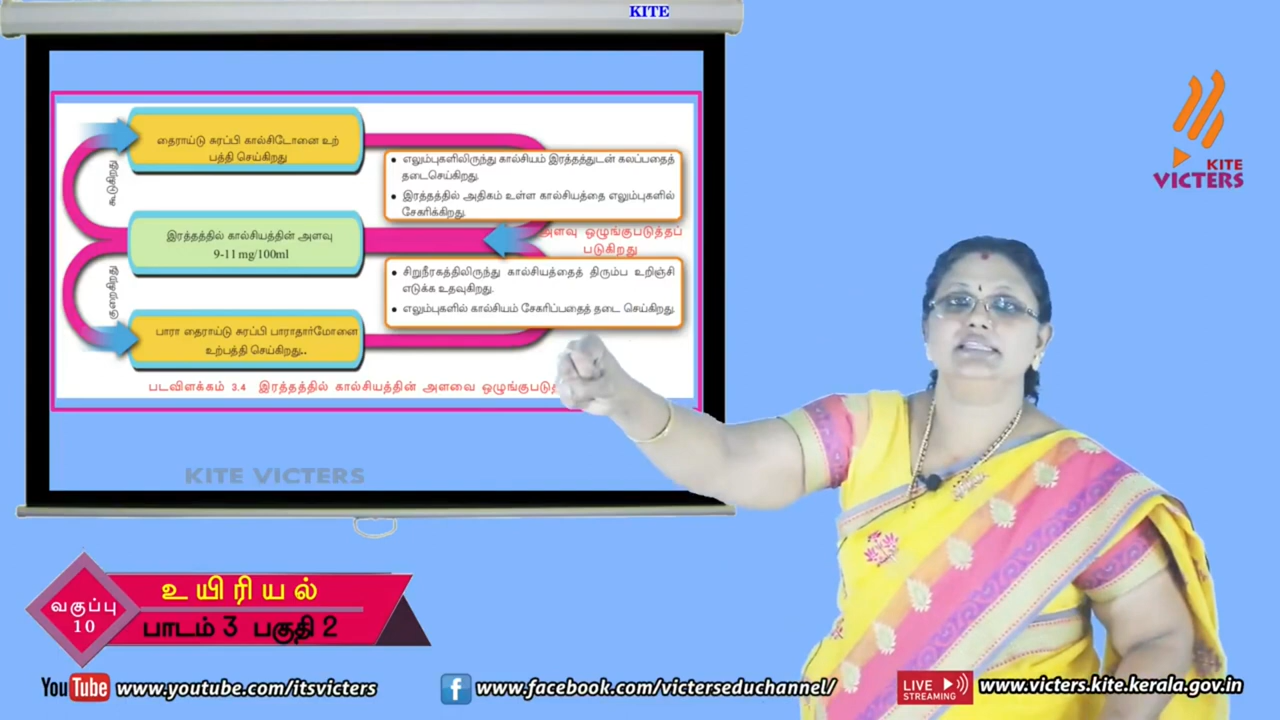 KITE
தைராய்டு சுரப்பி கால்சிடோனை உற்
பத்தி செய்கிறது
கூடுகிறது
எலும்புகளிலிருந்து கால்சியம் இரத்தத்துடன் கலப்பதைத்
தடைசெய்கிறது.
இரத்தத்தில் அதிகம் உள்ள கால்சியத்தை எலும்புகளில்
சேகரிக்கிறது.
இரத்தத்தில் கால்சியத்தின் அளவு
9-11 mg/100ml
அளவு ஒழுங்குபடுத்தப்
படுகிறது
குறைகிறது
சிறுநீரகத்திலிருந்து கால்சியத்தைத் திரும்ப உறிஞ்சி
எடுக்க உதவுகிறது.
எலும்புகளில் கால்சியம் சேகரிப்பதைத் தடை செய்கிறது.
பாரா தைராய்டு சுரப்பி பாராதார்மோனை
உற்பத்தி செய்கிறது..
படவிளக்கம் 3.4 இரத்தத்தில் கால்சியத்தின் அளவை
KITE VICTERS
KITE
VICTERS
வகுப்பு
10
உயிரியல்
பாடம் 3 பகுதி 2
YouTube www.youtube.com/itsvicters
f www.facebook.com/victerseduchannel/
LIVE
STREAMING
www.victers.kite.kerala.gov.in